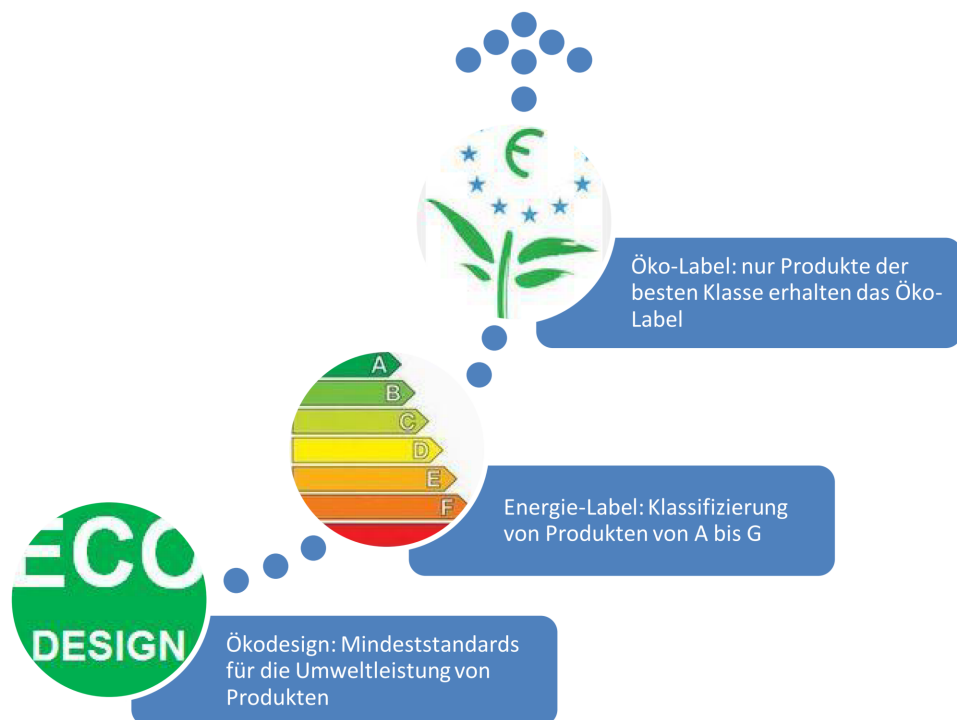 Є
Öko-Label: nur Produkte der
besten Klasse erhalten das Öko-
Label
A
B
C
D
E
F
Energie-Label: Klassifizierung
von Produkten von A bis G
ECO
DESIGN
Ökodesign: Mindeststandards
für die Umweltleistung von
Produkten